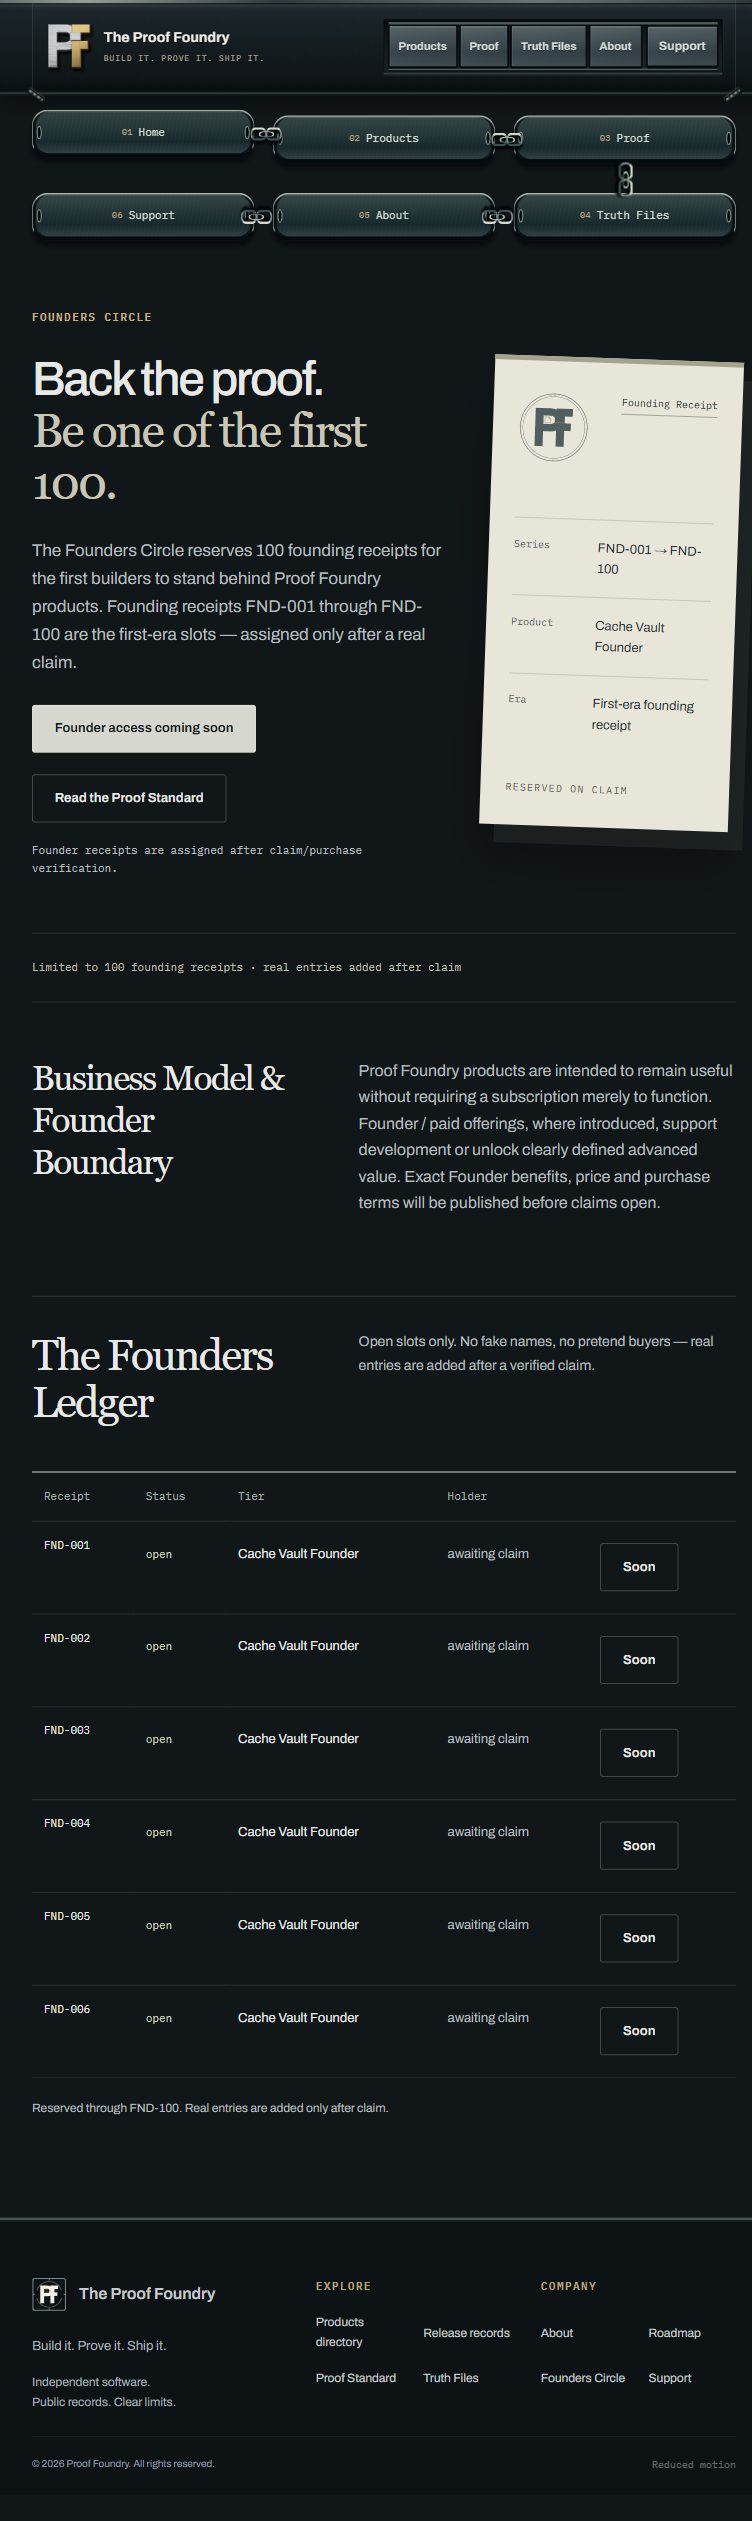 PF The Proof Foundry
BUILD IT. PROVE IT. SHIP IT.
Products Proof Truth Files About Support
01 Home
02 Products
03 Proof
06 Support
05 About
04 Truth Files
FOUNDERS CIRCLE
Back the proof.
Be one of the first
100.
The Founders Circle reserves 100 founding receipts for
the first builders to stand behind Proof Foundry
products. Founding receipts FND-001 through FND-
100 are the first-era slots — assigned only after a real
claim.
Founder access coming soon
Read the Proof Standard
Founder receipts are assigned after claim/purchase
verification.
PF
Founding Receipt
Series FND-001 → FND-
100
Product Cache Vault
Founder
Era First-era founding
receipt
RESERVED ON CLAIM
Limited to 100 founding receipts · real entries added after claim
Business Model &
Founder
Boundary
Proof Foundry products are intended to remain useful
without requiring a subscription merely to function.
Founder / paid offerings, where introduced, support
development or unlock clearly defined advanced
value. Exact Founder benefits, price and purchase
terms will be published before claims open.
The Founders
Ledger
Open slots only. No fake names, no pretend buyers — real
entries are added after a verified claim.
Receipt Status Tier Holder
FND-001 open Cache Vault Founder awaiting claim Soon
FND-002 open Cache Vault Founder awaiting claim Soon
FND-003 open Cache Vault Founder awaiting claim Soon
FND-004 open Cache Vault Founder awaiting claim Soon
FND-005 open Cache Vault Founder awaiting claim Soon
FND-006 open Cache Vault Founder awaiting claim Soon
Reserved through FND-100. Real entries are added only after claim.
PF The Proof Foundry
Build it. Prove it. Ship it.
Independent software.
Public records. Clear limits.
EXPLORE
Products
directory
Release records
Proof Standard
Truth Files
COMPANY
About
Roadmap
Founders Circle
Support
© 2026 Proof Foundry. All rights reserved.
Reduced motion